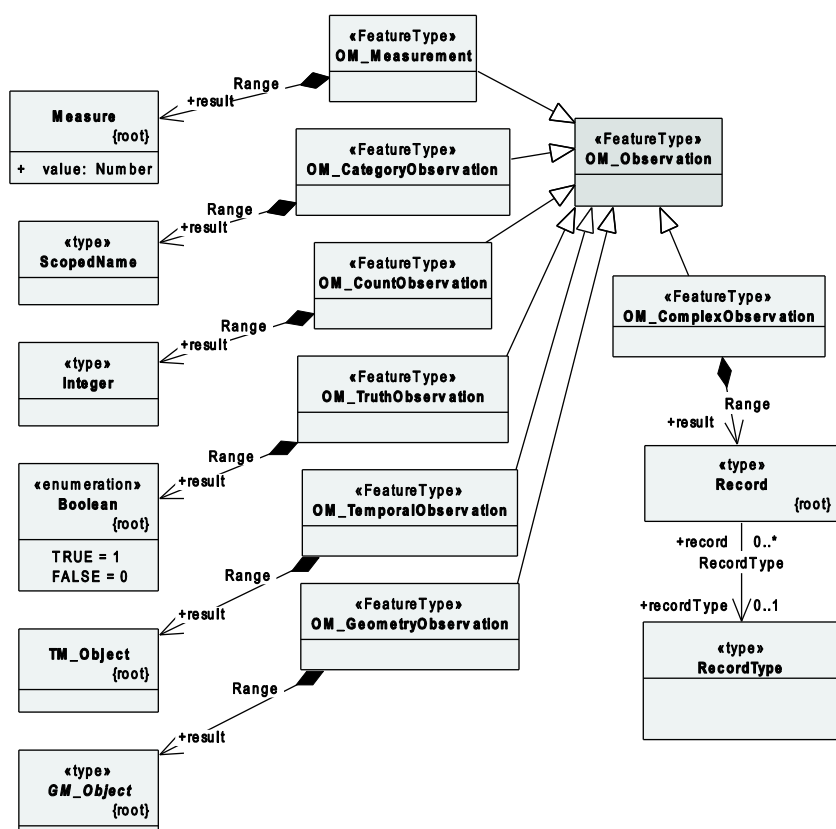 «FeatureType»
OM_Measurement
Range
+result
Measure
{root}
+ value: Number
«FeatureType»
OM_Observation
«FeatureType»
OM_CategoryObservation
Range
+result
«type»
ScopedName
«FeatureType»
OM_CountObservation
Range
+result
«type»
Integer
«FeatureType»
OM_ComplexObservation
Range
+result
«FeatureType»
OM_TruthObservation
Range
+result
«enumeration»
Boolean
{root}
TRUE = 1
FALSE = 0
«type»
Record
{root}
«FeatureType»
OM_TemporalObservation
Range
+result
TM_Object
{root}
+record 0..*
RecordType
+recordType 0..1
«FeatureType»
OM_GeometryObservation
Range
+result
«type»
RecordType
«type»
GM_Object
{root}